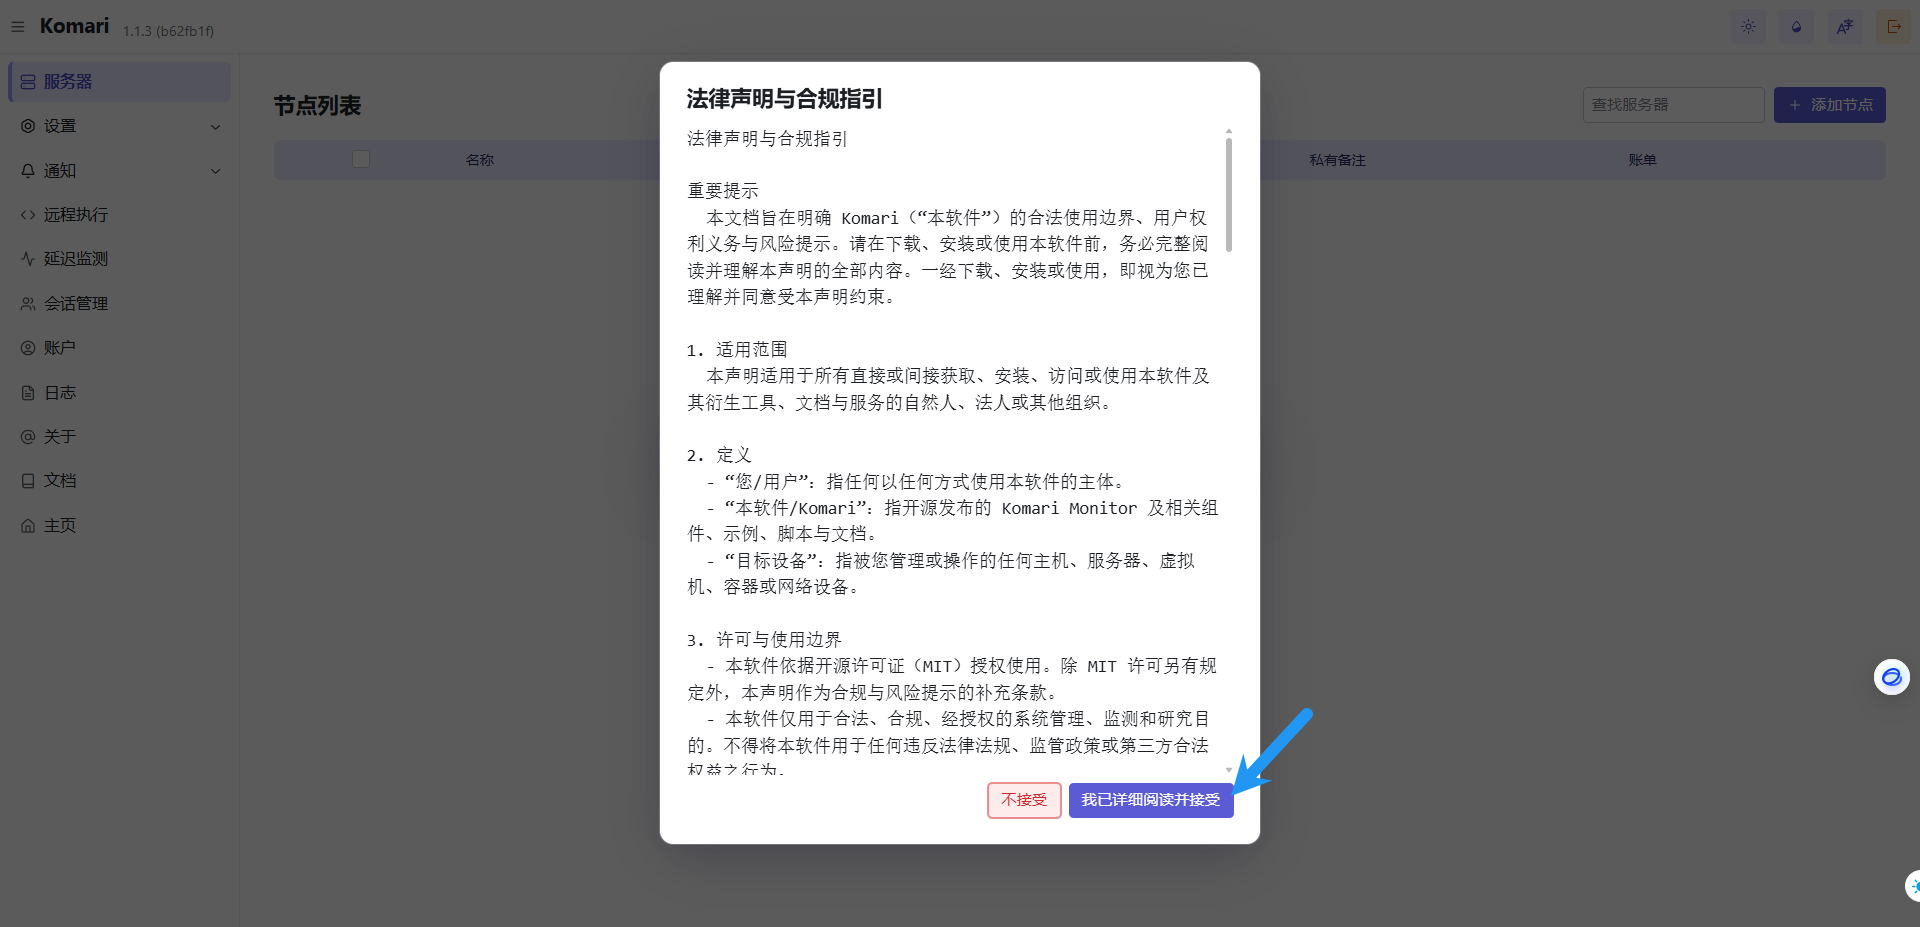 Komari 1.1.3 (b62fb1f)
服务器
设置
通知
远程执行
延迟监测
会话管理
账户
日志
关于
文档
主页
节点列表
查找服务器
+ 添加节点
名称
私有备注
账单
法律声明与合规指引
法律声明与合规指引
重要提示
本文档旨在明确 Komari（“本软件”）的合法使用边界、用户权
利义务与风险提示。请在下载、安装或使用本软件前，务必完整阅
读并理解本声明的全部内容。一经下载、安装或使用，即视为您已
理解并同意受本声明约束。
1. 适用范围
本声明适用于所有直接或间接获取、安装、访问或使用本软件及
其衍生工具、文档与服务的自然人、法人或其他组织。
2. 定义
- “您/用户”：指任何以任何方式使用本软件的主体。
- “本软件/Komari”：指开源发布的 Komari Monitor 及相关组
件、示例、脚本与文档。
- “目标设备”：指被您管理或操作的任何主机、服务器、虚拟
机、容器或网络设备。
3. 许可与使用边界
- 本软件依据开源许可证（MIT）授权使用。除 MIT 许可另有规
定外，本声明作为合规与风险提示的补充条款。
- 本软件仅用于合法、合规、经授权的系统管理、监测和研究目
的。不得将本软件用于任何违反法律法规、监管政策或第三方合法
权益之行为。
不接受
我已详细阅读并接受